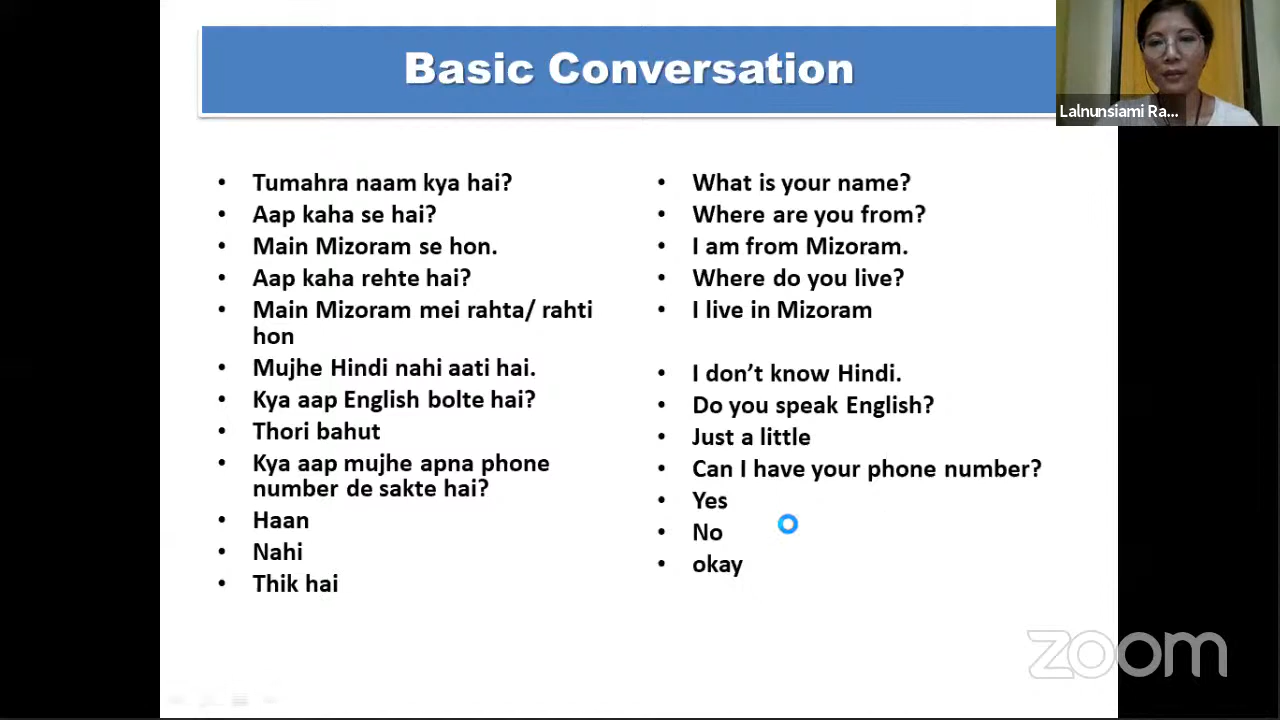 Basic Conversation
Lalnunsiami Ra...
• Tumahra naam kya hai?
• Aap kaha se hai?
• Main Mizoram se hon.
• Aap kaha rehte hai?
• Main Mizoram mei rahta/ rahti
hon
• Mujhe Hindi nahi aati hai.
• Kya aap English bolte hai?
• Thori bahut
• Kya aap mujhe apna phone
number de sakte hai?
• Haan
• Nahi
• Thik hai
• What is your name?
• Where are you from?
• I am from Mizoram.
• Where do you live?
• I live in Mizoram
• I don’t know Hindi.
• Do you speak English?
• Just a little
• Can I have your phone number?
• Yes
• No
• okay
zoom